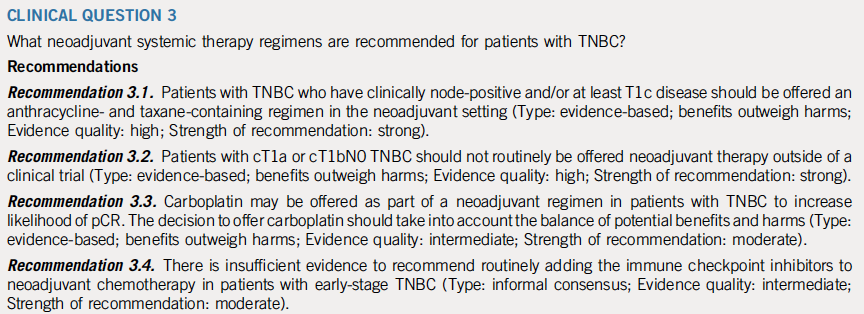 CLINICAL QUESTION 3
What neoadjuvant systemic therapy regimens are recommended for patients with TNBC?
Recommendations
Recommendation 3.1. Patients with TNBC who have clinically node-positive and/or at least T1c disease should be offered an
anthracycline- and taxane-containing regimen in the neoadjuvant setting (Type: evidence-based; benefits outweigh harms;
Evidence quality: high; Strength of recommendation: strong).
Recommendation 3.2. Patients with cT1a or cT1bN0 TNBC should not routinely be offered neoadjuvant therapy outside of a
clinical trial (Type: evidence-based; benefits outweigh harms; Evidence quality: high; Strength of recommendation: strong).
Recommendation 3.3. Carboplatin may be offered as part of a neoadjuvant regimen in patients with TNBC to increase
likelihood of pCR. The decision to offer carboplatin should take into account the balance of potential benefits and harms (Type:
evidence-based; benefits outweigh harms; Evidence quality: intermediate; Strength of recommendation: moderate).
Recommendation 3.4. There is insufficient evidence to recommend routinely adding the immune checkpoint inhibitors to
neoadjuvant chemotherapy in patients with early-stage TNBC (Type: informal consensus; Evidence quality: intermediate;
Strength of recommendation: moderate).